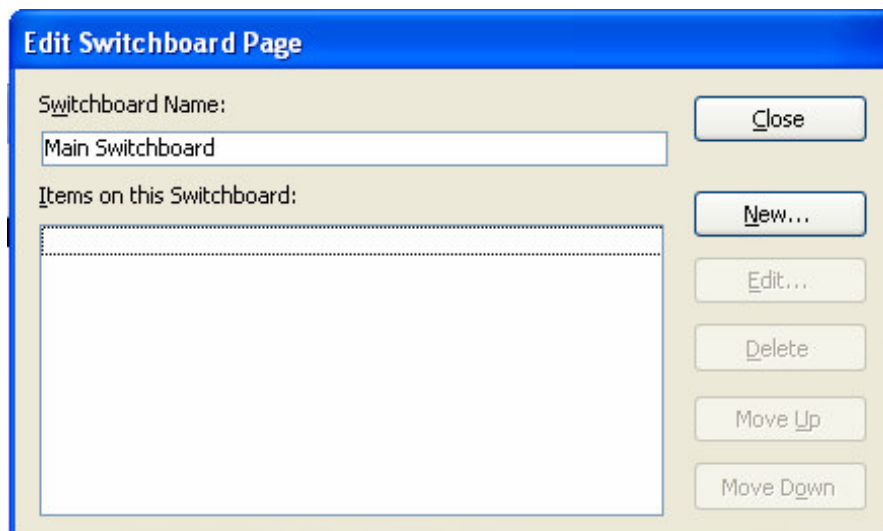 Edit Switchboard Page
Switchboard Name:
Close
Main Switchboard
Items on this Switchboard:
New...
Edit...
Delete
Move Up
Move Down